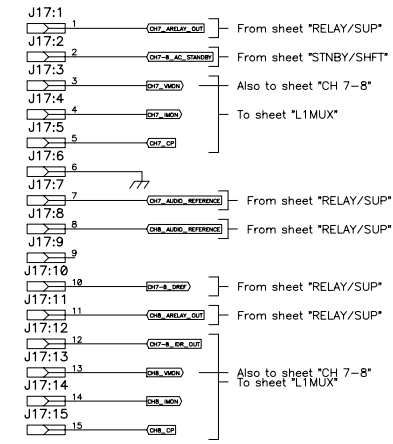 J17:1
1 CH7_ARELAY_OUT From sheet "RELAY/SUP"
J17:2
2 CH7-8_AC_STANDBY From sheet "STNBY/SHFT"
J17:3
3 CH7_VMON Also to sheet "CH 7-8"
J17:4
4 CH7_IMON To sheet "L1MUX"
J17:5
5 CH7_CP
J17:6
6
J17:7
7 CH7_AUDIO_REFERENCE From sheet "RELAY/SUP"
J17:8
8 CH8_AUDIO_REFERENCE From sheet "RELAY/SUP"
J17:9
9
J17:10
10 CH7-8_DREF From sheet "RELAY/SUP"
J17:11
11 CH8_ARELAY_OUT From sheet "RELAY/SUP"
J17:12
12 CH7-8_IDR_OUT
J17:13
13 CH8_VMON Also to sheet "CH 7-8"
To sheet "L1MUX"
J17:14
14 CH8_IMON
J17:15
15 CH8_CP